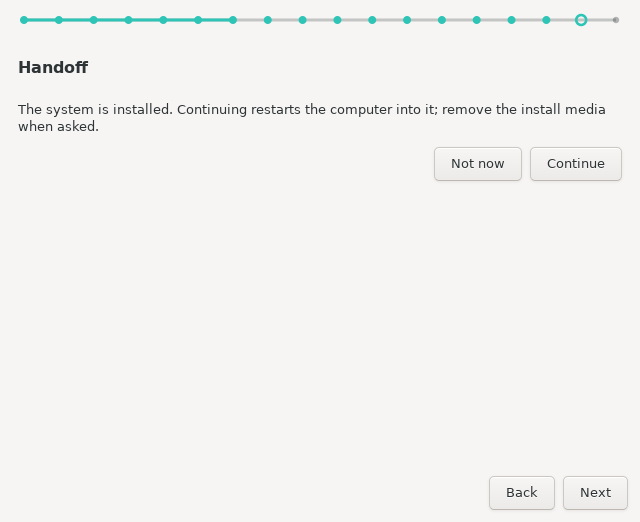 Handoff
The system is installed. Continuing restarts the computer into it; remove the install media
when asked.
Not now
Continue
Back
Next